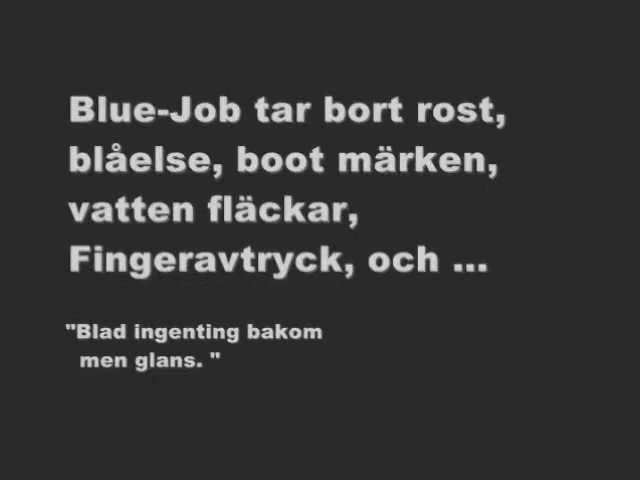 Blue-Job tar bort rost,
blåelse, boot märken,
vatten fläckar,
Fingeravtryck, och ...
"Blad ingenting bakom
men glans. "